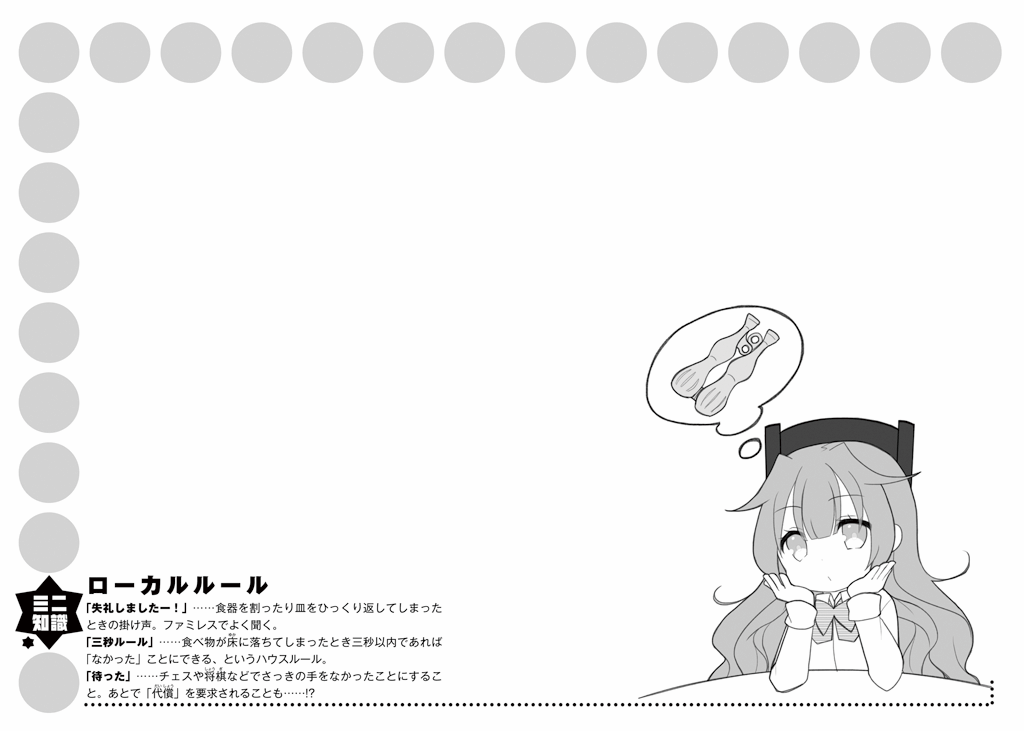 ローカルルール
ミニ
知識
「失礼しましたー!」……食器を割ったり皿をひっくり返してしまった
ときの掛け声。ファミレスでよく聞く。
「三秒ルール」……食べ物が床に落ちてしまったとき三秒以内であれば
「なかった」ことにできる、というハウスルール。
「待った」……チェスや将棋などでさっきの手をなかったことにするこ
と。あとで「代償」を要求されることも……!?